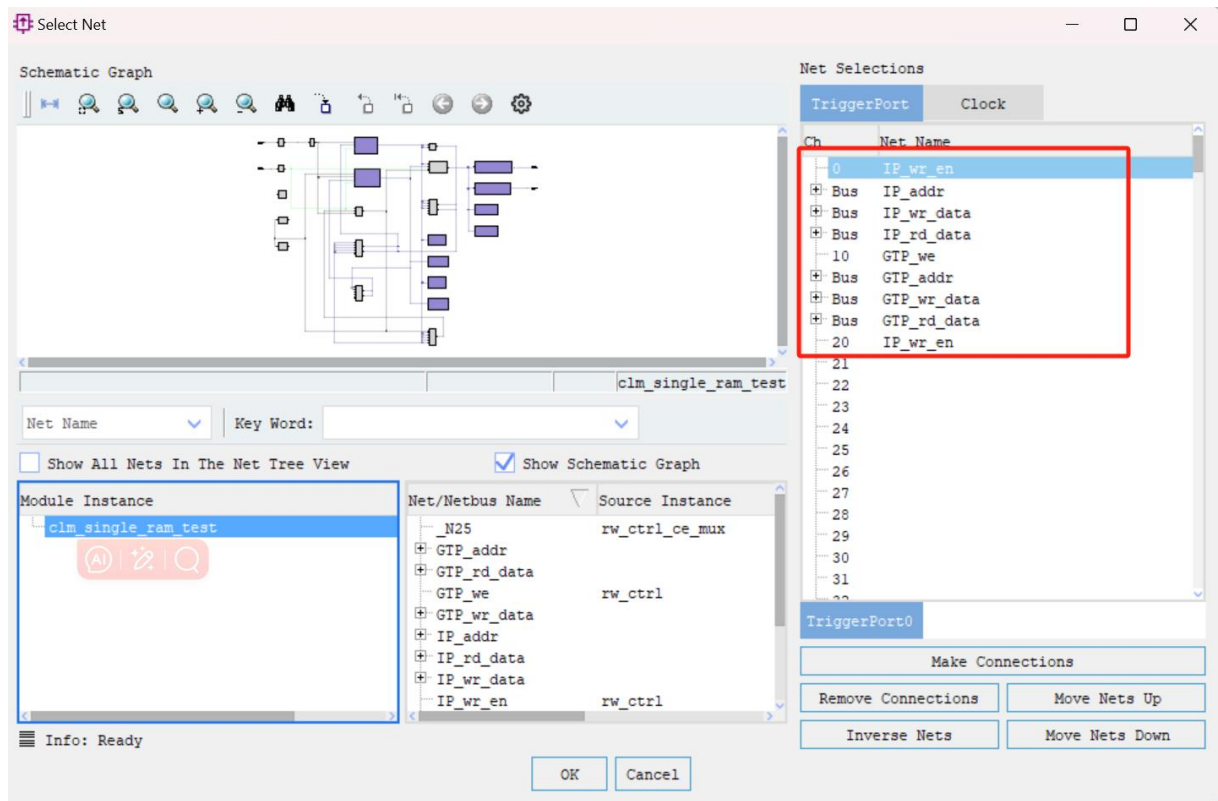 Select Net
Schematic Graph
clm_single_ram_test
Net Name Key Word:
Show All Nets In The Net Tree View Show Schematic Graph
Module Instance
clm_single_ram_test
AI
Net/Netbus Name Source Instance
_N25 rw_ctrl_ce_mux
GTP_addr
GTP_rd_data
GTP_we rw_ctrl
GTP_wr_data
IP_addr
IP_rd_data
IP_wr_data
IP_wr_en rw_ctrl
Info: Ready
Net Selections
TriggerPort Clock
Ch Net Name
0 IP_wr_en
Bus IP_addr
Bus IP_wr_data
Bus IP_rd_data
10 GTP_we
Bus GTP_addr
Bus GTP_wr_data
Bus GTP_rd_data
20 IP_wr_en
21
22
23
24
25
26
27
28
29
30
31
TriggerPort0
Make Connections
Remove Connections Move Nets Up
Inverse Nets Move Nets Down
OK Cancel